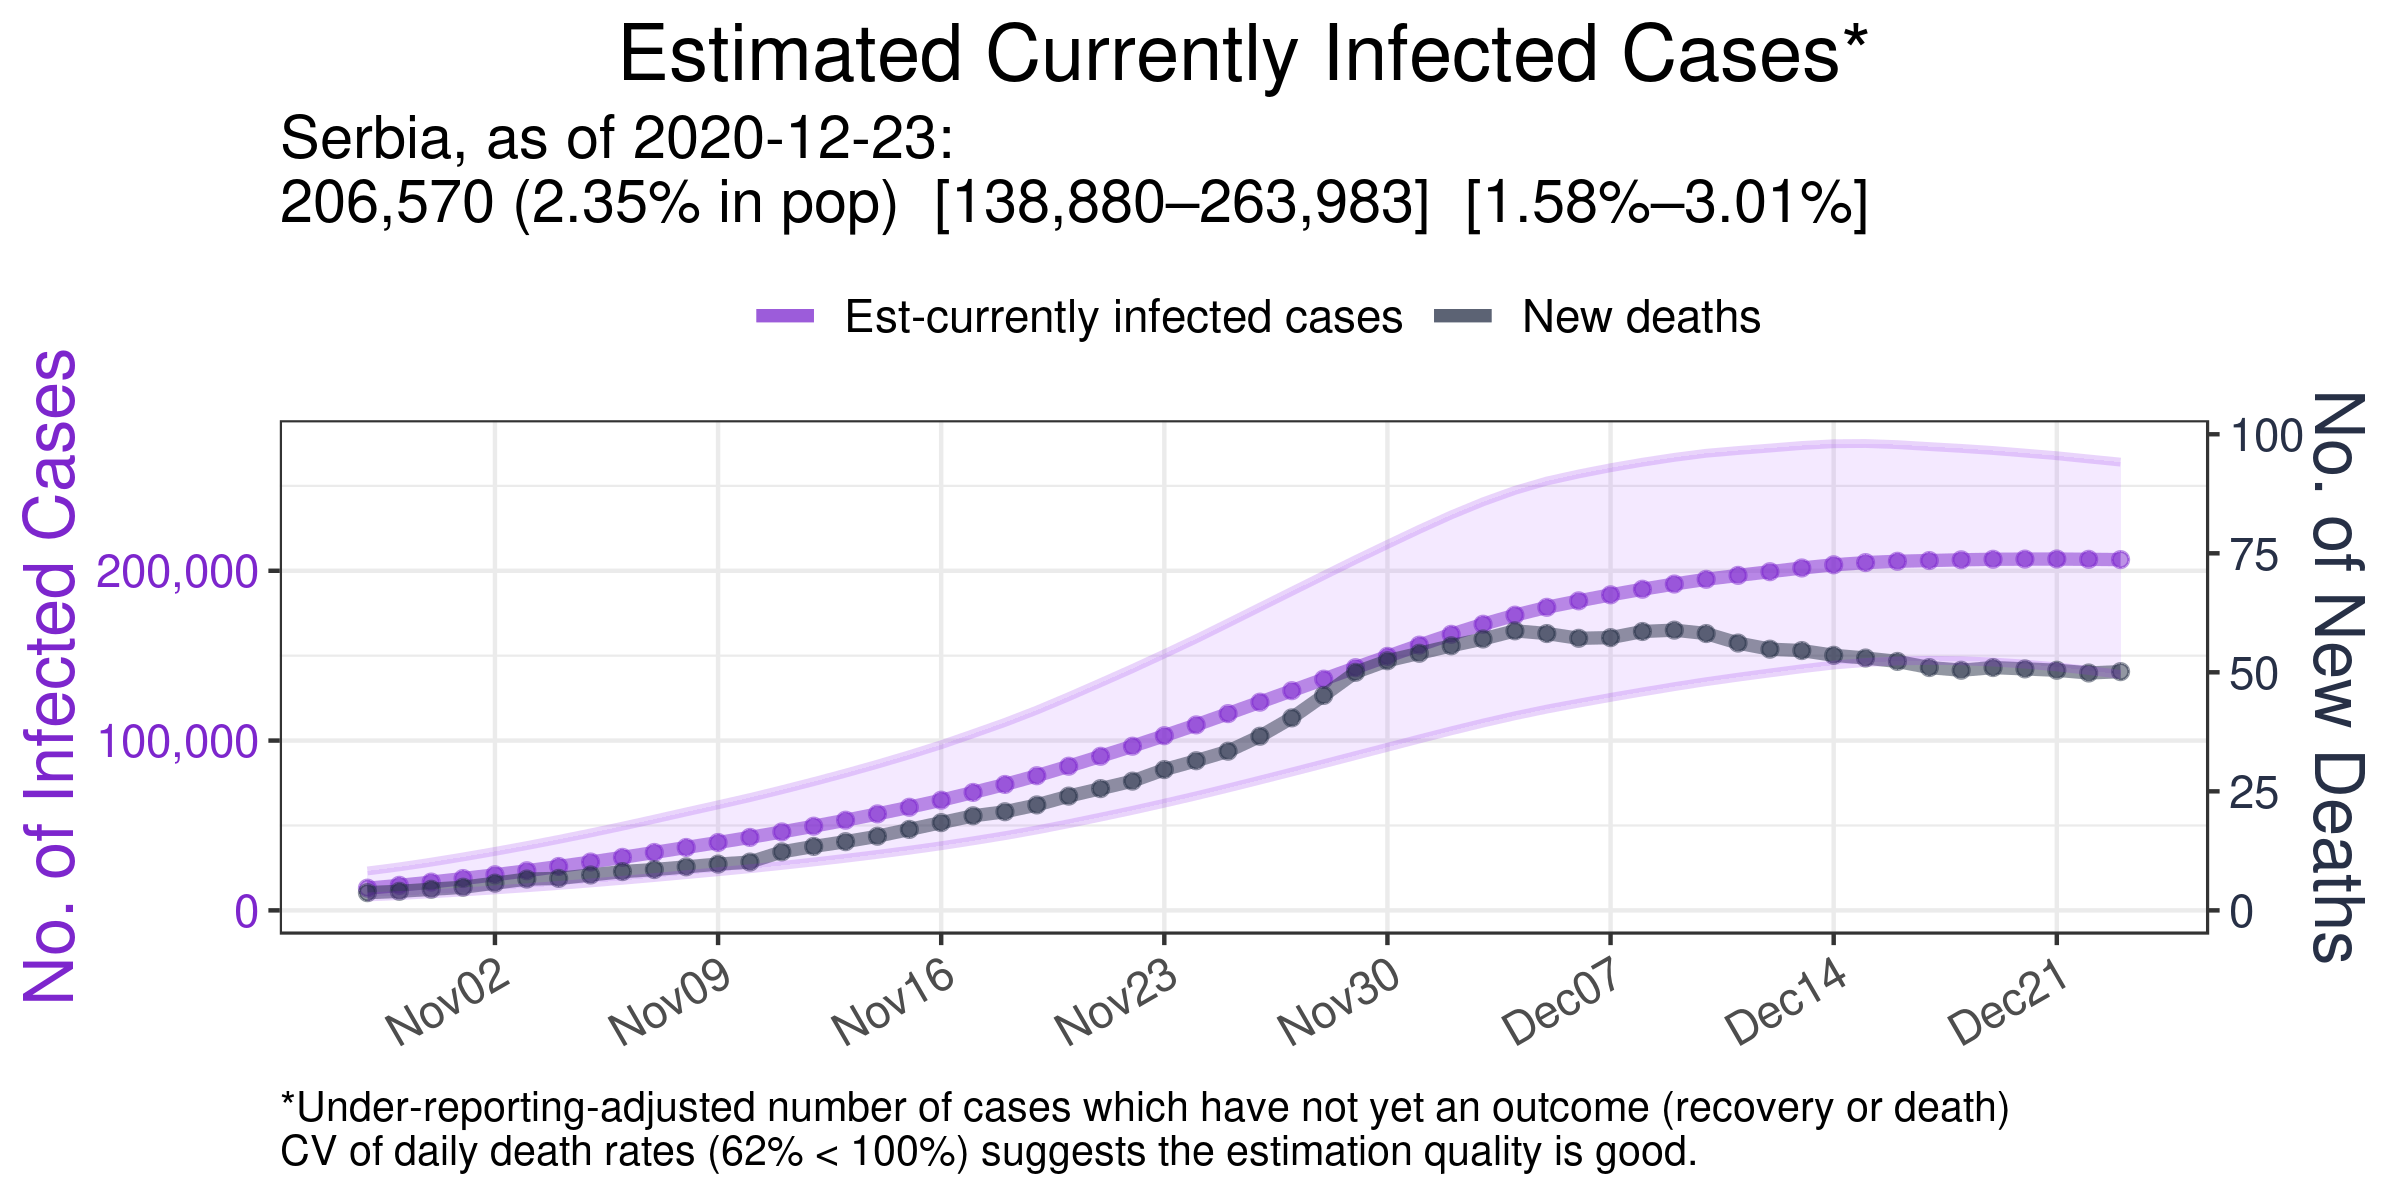 Estimated Currently Infected Cases*
Serbia, as of 2020-12-23:
206,570 (2.35% in pop)  [138,880–263,983]  [1.58%–3.01%]
Est-currently infected cases
New deaths
No. of Infected Cases
200,000
100,000
0
100
75
50
25
0
No. of New Deaths
Nov02
Nov09
Nov16
Nov23
Nov30
Dec07
Dec14
Dec21
*Under-reporting-adjusted number of cases which have not yet an outcome (recovery or death)
CV of daily death rates (62% < 100%) suggests the estimation quality is good.